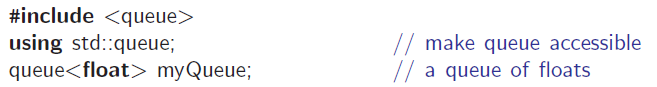 #include <queue>
using std::queue; // make queue accessible
queue<float> myQueue; // a queue of floats